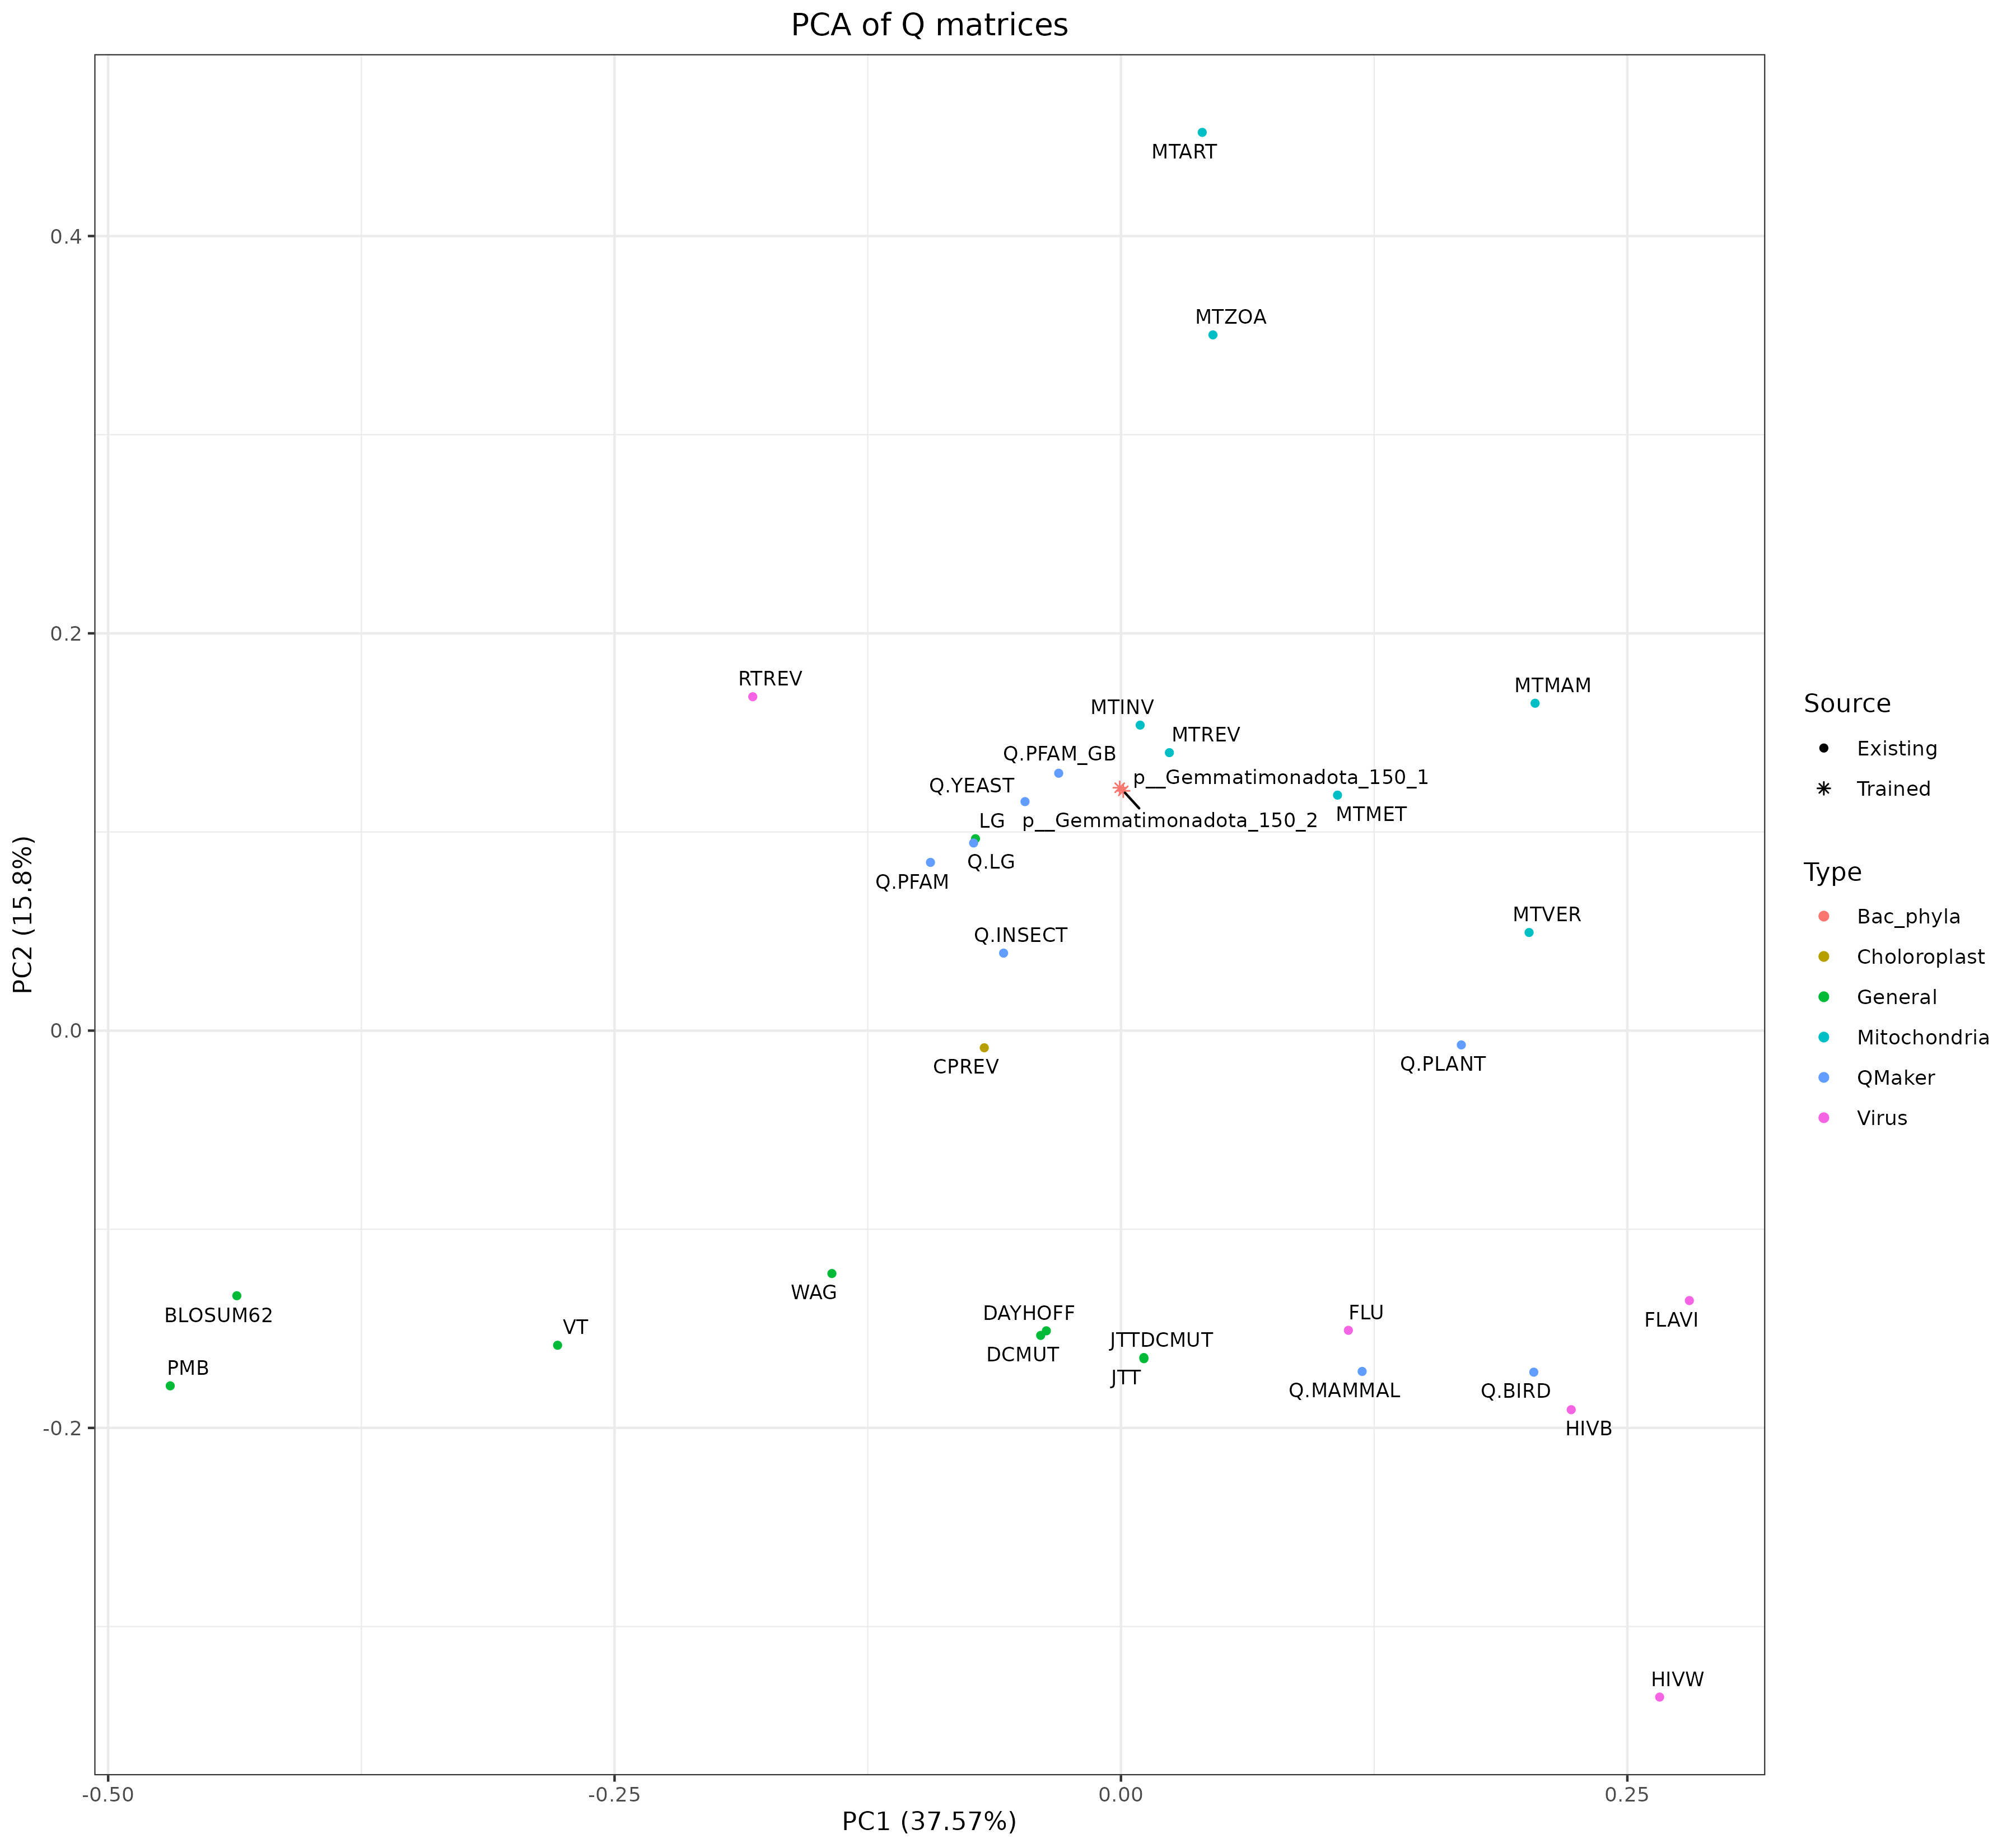 PCA of Q matrices
MTART
0.4
MTZOA
RTREV
MTMAM
MTINV
MTREV
Q.PFAM_GB
p__Gemmatimonadota_150_1
Q.YEAST
MTMET
LG
p__Gemmatimonadota_150_2
Q.LG
Q.PFAM
MTVER
Q.INSECT
0.2
0.0
CPREV
Q.PLANT
WAG
BLOSUM62
VT
DAYHOFF
FLU
FLAVI
DCMUT
JTTDCMUT
PMB
JTT
Q.MAMMAL
Q.BIRD
HIVB
-0.2
HIVW
-0.50
-0.25
0.00
0.25
PC1 (37.57%)
PC2 (15.8%)
Source
Existing
Trained
Type
Bac_phyla
Choloroplast
General
Mitochondria
QMaker
Virus